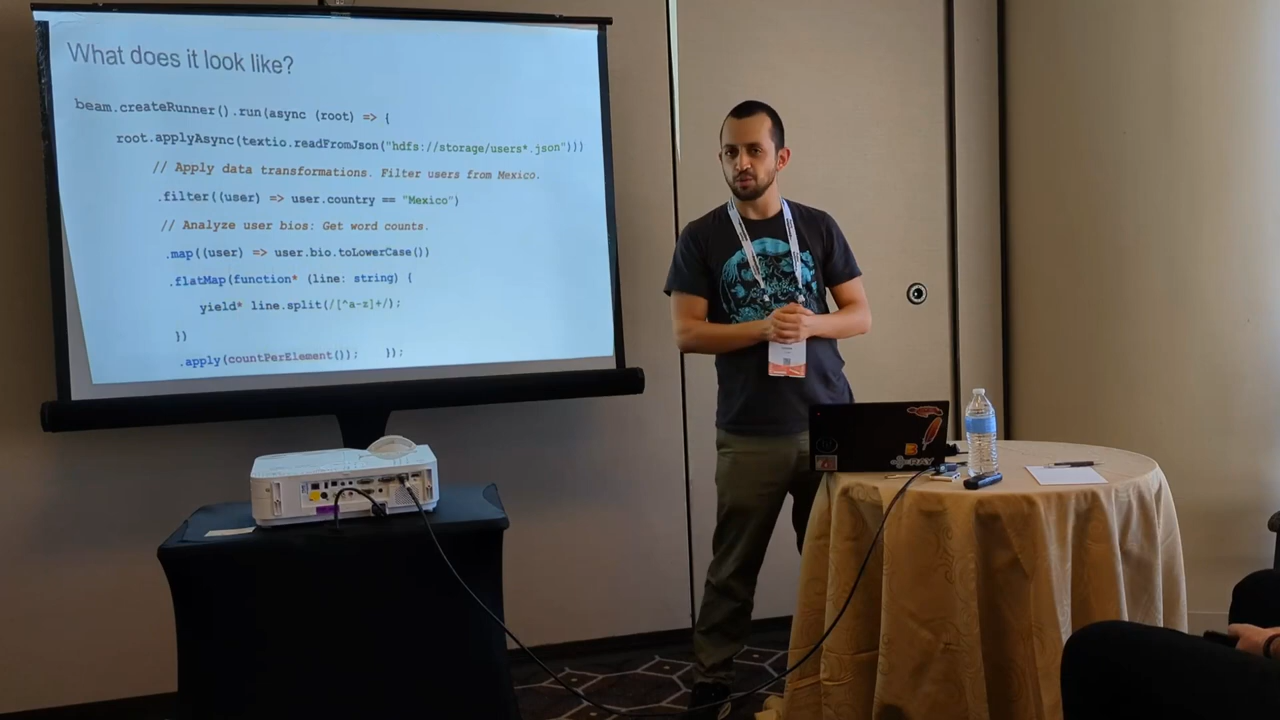 What does it look like?
beam.createRunner().run(async (root) => {
root.applyAsync(textio.readFromJson("hdfs://storage/users*.json")))
// Apply data transformations. Filter users from Mexico.
.filter((user) => user.country == "Mexico")
// Analyze user bios: Get word counts.
.map((user) => user.bio.toLowerCase())
.flatMap(function* (line: string) {
yield* line.split(/[^a-z]+/);
})
.apply(countPerElement()); });
B
RAY